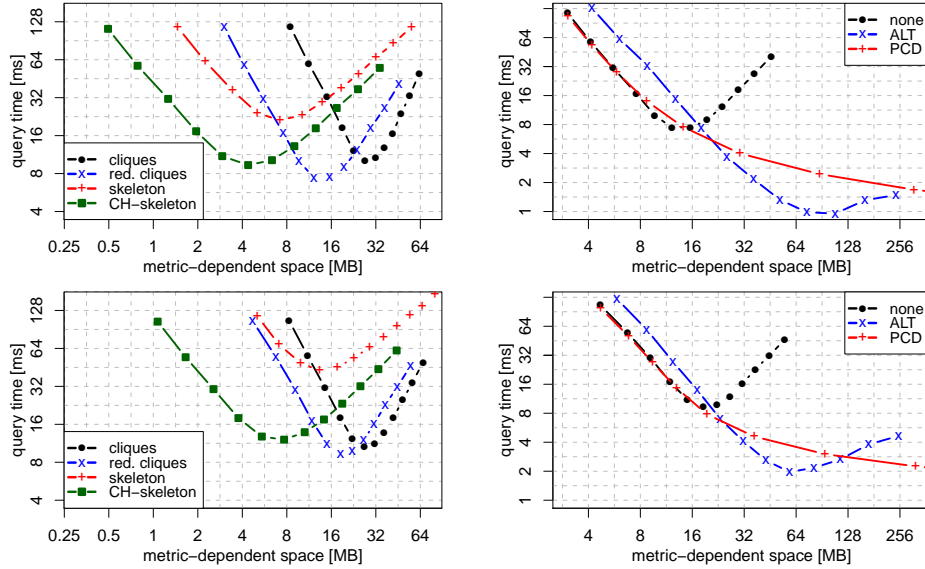 query time [ms]
128
64
32
16
8
4
cliques
red. cliques
skeleton
CH−skeleton
0.25 0.5 1 2 4 8 16 32 64
metric−dependent space [MB]
query time [ms]
64
32
16
8
4
2
1
none
ALT
PCD
4 8 16 32 64 128 256
metric−dependent space [MB]
query time [ms]
128
64
32
16
8
4
cliques
red. cliques
skeleton
CH−skeleton
0.25 0.5 1 2 4 8 16 32 64
metric−dependent space [MB]
query time [ms]
64
32
16
8
4
2
1
none
ALT
PCD
4 8 16 32 64 128 256
metric−dependent space [MB]